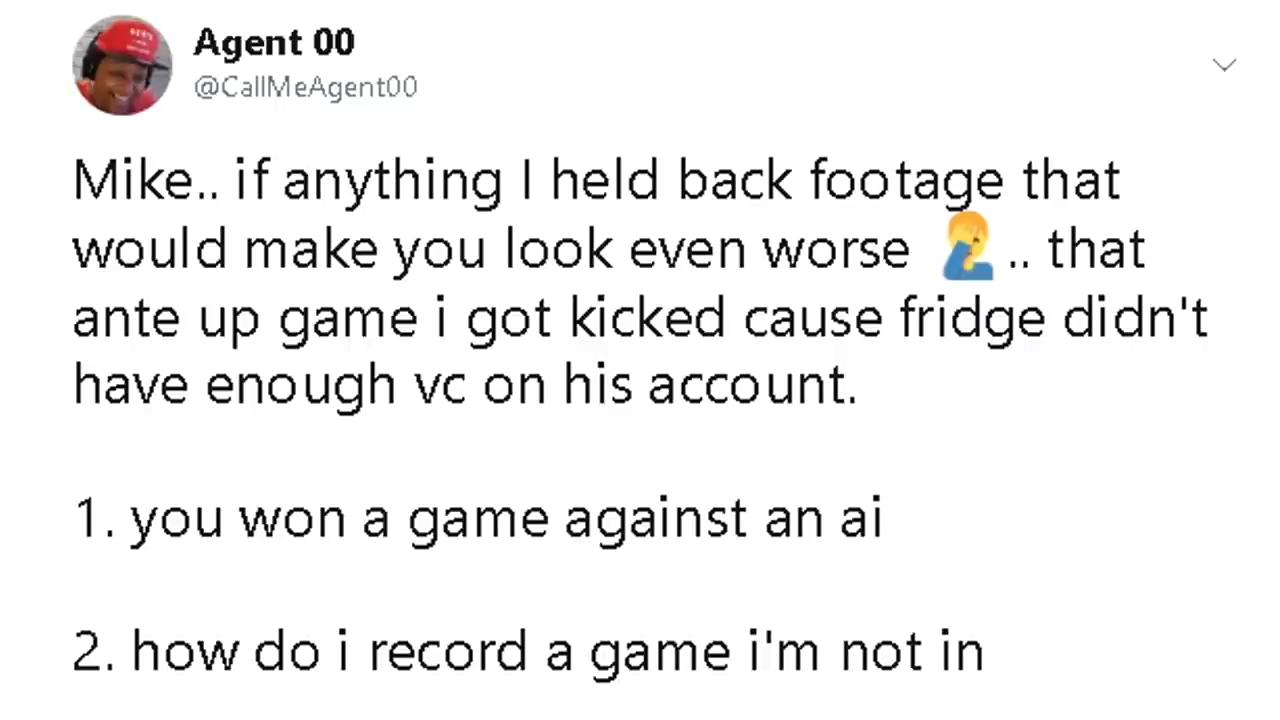 Agent 00
@CallMeAgent00
Mike.. if anything I held back footage that
would make you look even worse 🤦‍♂️.. that
ante up game i got kicked cause fridge didn't
have enough vc on his account.
1. you won a game against an ai
2. how do i record a game i'm not in